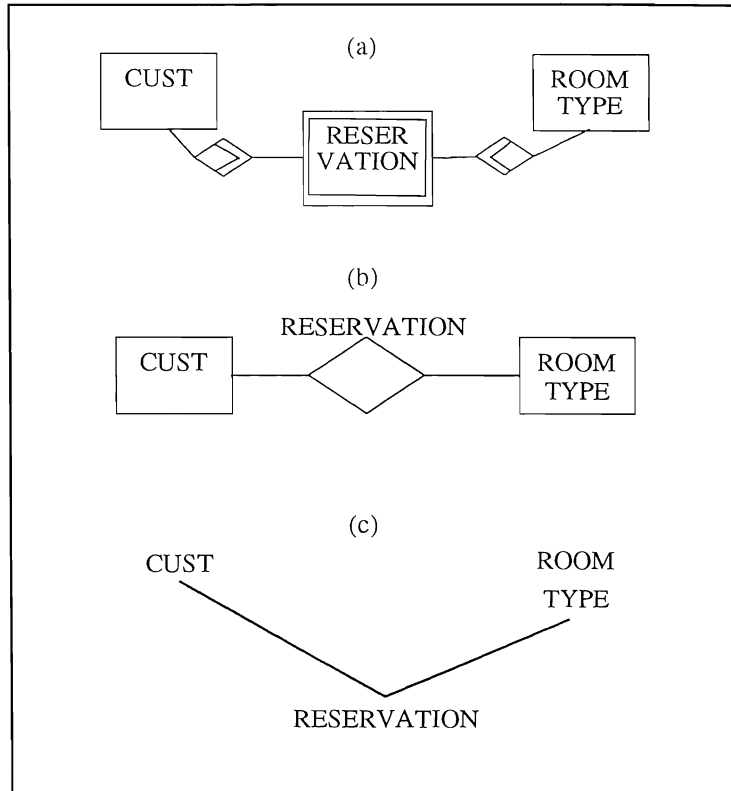 (a)
CUST
ROOM
TYPE
RESER
VATION
(b)
RESERVATION
CUST
ROOM
TYPE
(c)
CUST
ROOM
TYPE
RESERVATION